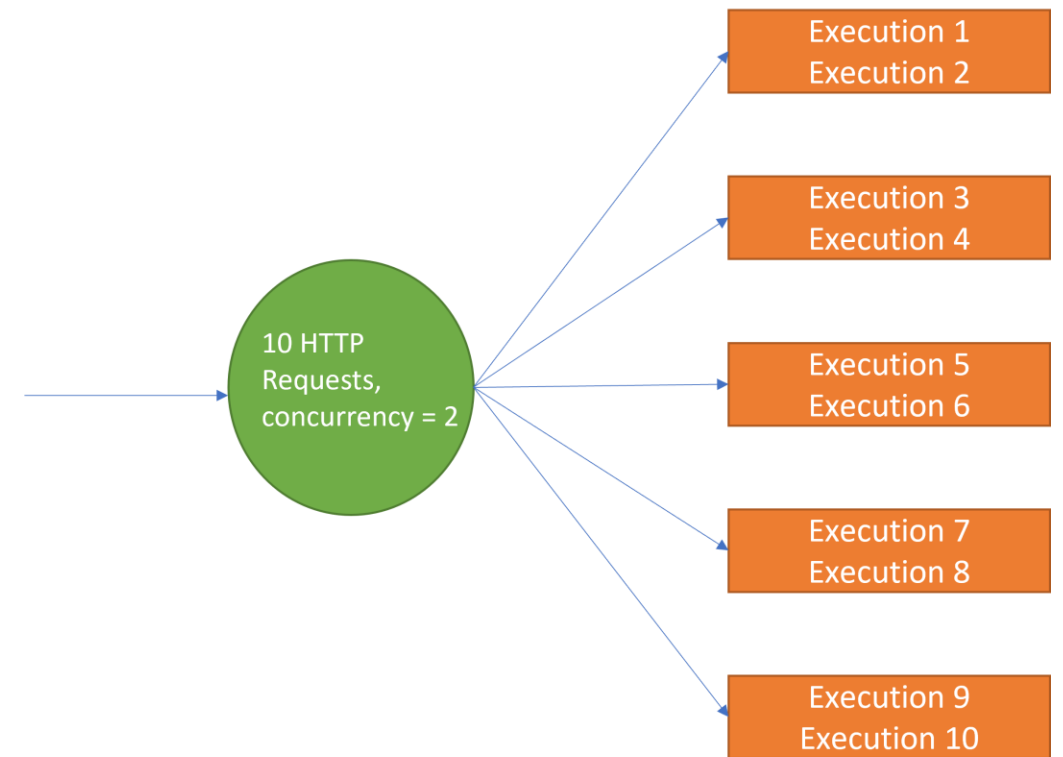 Execution 1
Execution 2
Execution 3
Execution 4
10 HTTP
Requests,
concurrency = 2
Execution 5
Execution 6
Execution 7
Execution 8
Execution 9
Execution 10